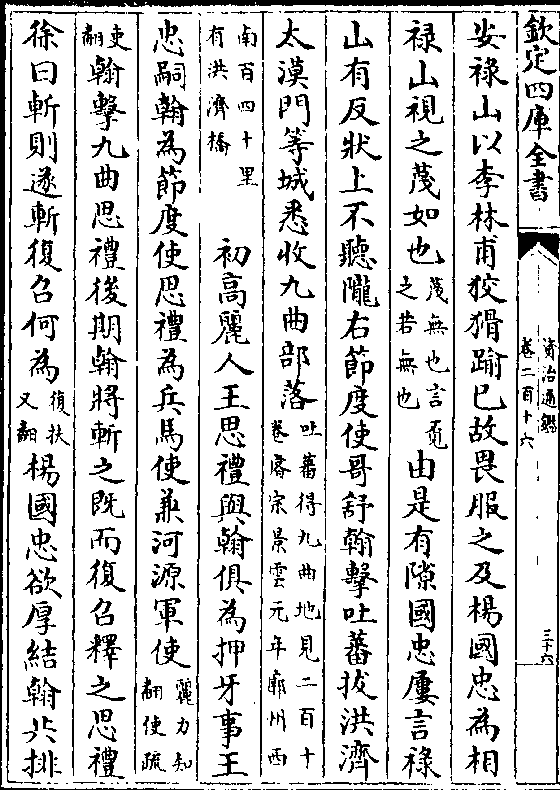 欽定四庫全書
資治通鑑
卷二百十六
三十六
安祿山以李林甫狡猾踰已故畏服之及楊國忠為相
祿山視之蔑如也蔑無也言覔之若無也由是有隙國忠屢言祿
山有反狀上不聽隴右節度使哥舒翰擊吐蕃拔洪濟
太漠門等城悉收九曲部落吐蕃得九曲地見二百十卷睿宗景雲元年廓州西
南百四十里有洪濟橋初高麗人王思禮與翰俱為押牙事王
忠嗣翰為節度使思禮為兵馬使兼河源軍使麗力知翻使疏
吏翻翰擊九曲思禮後期翰將斬之既而復召釋之思禮
徐曰斬則遂斬復召何為復扶又翻楊國忠欲厚結翰共排